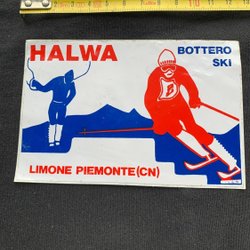 HALWA
BOTTERO
SKI
LIMONE PIEMONTE (CN)